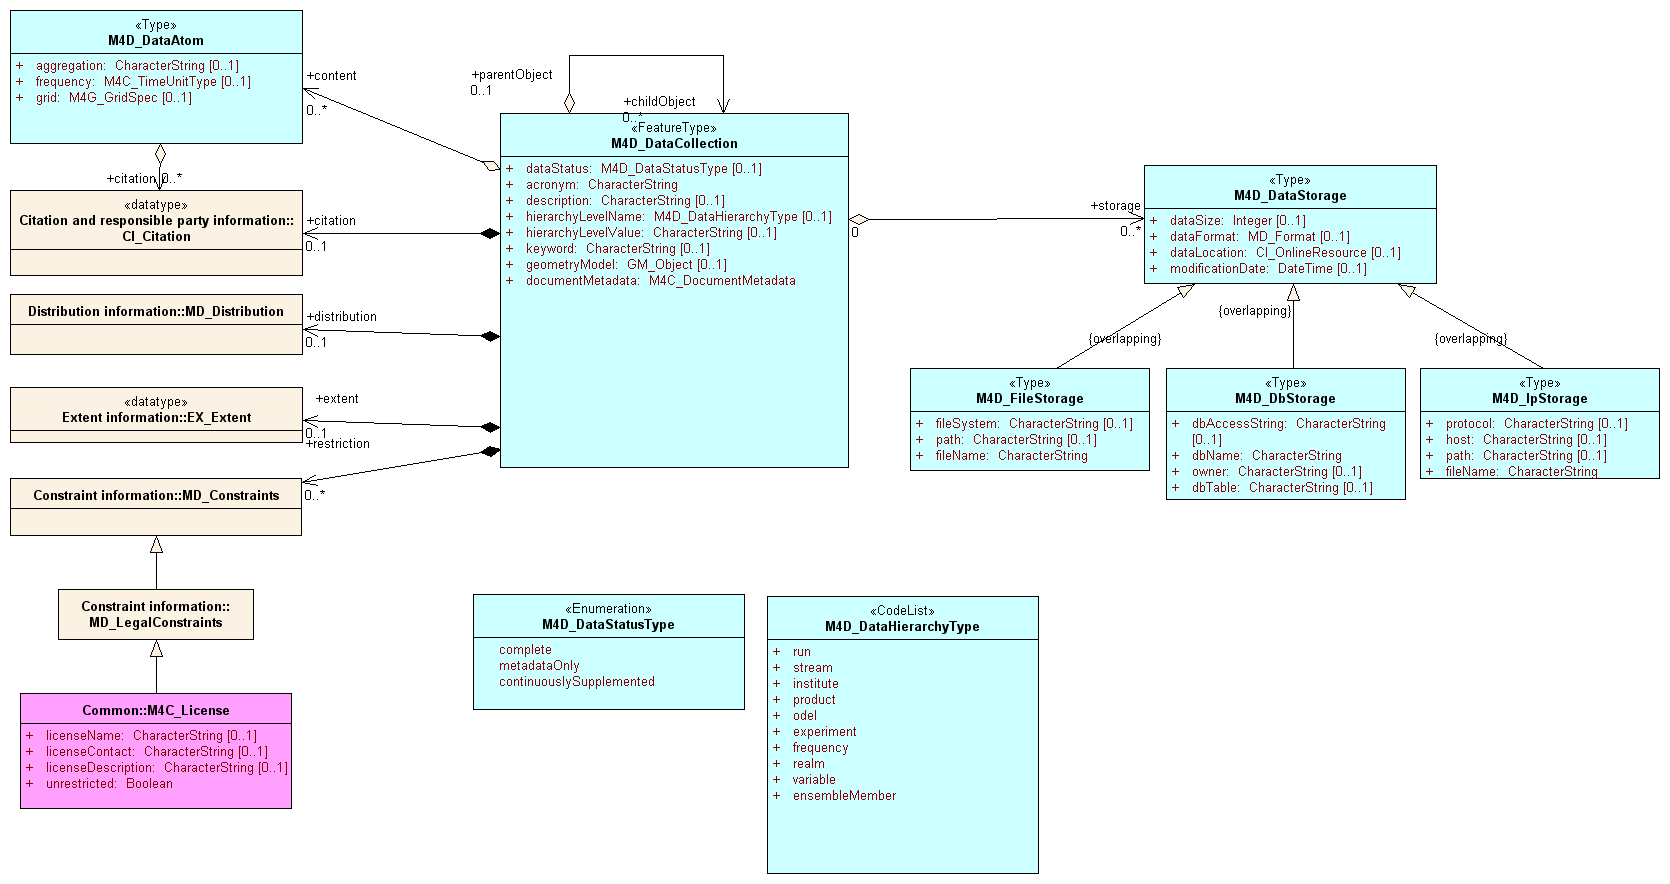 «Type»
M4D_DataAtom
+ aggregation: CharacterString [0..1]
+ frequency: M4C_TimeUnitType [0..1]
+ grid: M4G_GridSpec [0..1]
+content
0..*
+citation 0..*
«datatype»
Citation and responsible party information::
CI_Citation
+citation
0..1
Distribution information::MD_Distribution
+distribution
0..1
«datatype»
Extent information::EX_Extent
+extent
0..1
+restriction
Constraint information::MD_Constraints
0..*
Constraint information::
MD_LegalConstraints
Common::M4C_License
+ licenseName: CharacterString [0..1]
+ licenseContact: CharacterString [0..1]
+ licenseDescription: CharacterString [0..1]
+ unrestricted: Boolean
+parentObject
0..1
+childObject
0..*
«FeatureType»
M4D_DataCollection
+ dataStatus: M4D_DataStatusType [0..1]
+ acronym: CharacterString
+ description: CharacterString [0..1]
+ hierarchyLevelName: M4D_DataHierarchyType [0..1]
+ hierarchyLevelValue: CharacterString [0..1]
+ keyword: CharacterString [0..1]
+ geometryModel: GM_Object [0..1]
+ documentMetadata: M4C_DocumentMetadata
0
+storage
0..*
«Type»
M4D_DataStorage
+ dataSize: Integer [0..1]
+ dataFormat: MD_Format [0..1]
+ dataLocation: CI_OnlineResource [0..1]
+ modificationDate: DateTime [0..1]
{overlapping}
{overlapping}
{overlapping}
«Type»
M4D_FileStorage
+ fileSystem: CharacterString [0..1]
+ path: CharacterString [0..1]
+ fileName: CharacterString
«Type»
M4D_DbStorage
+ dbAccessString: CharacterString
[0..1]
+ dbName: CharacterString
+ owner: CharacterString [0..1]
+ dbTable: CharacterString [0..1]
«Type»
M4D_IpStorage
+ protocol: CharacterString [0..1]
+ host: CharacterString [0..1]
+ path: CharacterString [0..1]
+ fileName: CharacterString
«Enumeration»
M4D_DataStatusType
complete
metadataOnly
continuouslySupplemented
«CodeList»
M4D_DataHierarchyType
+ run
+ stream
+ institute
+ product
+ odel
+ experiment
+ frequency
+ realm
+ variable
+ ensembleMember